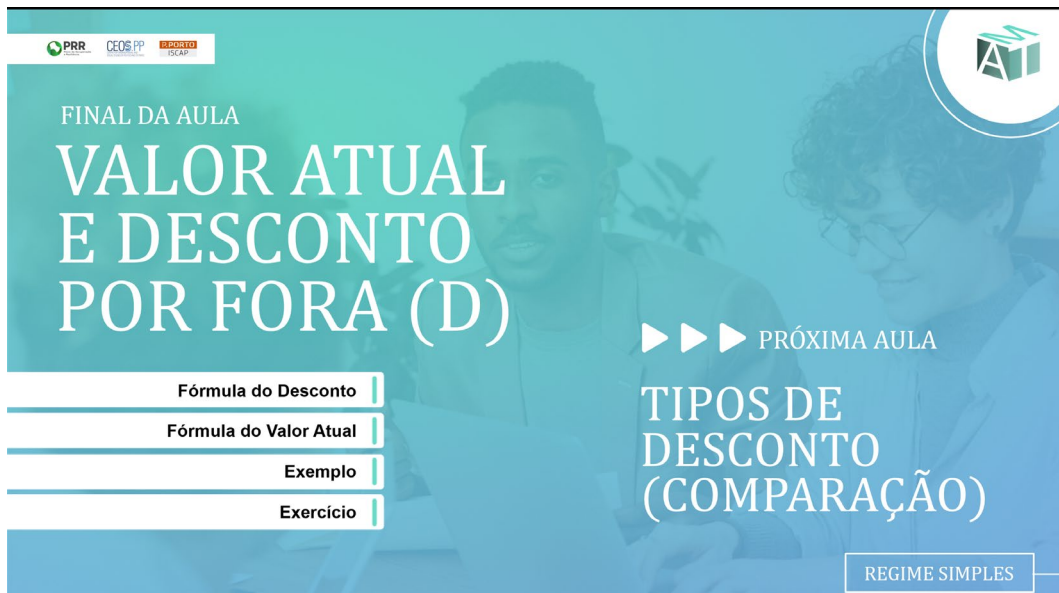 PRR
CEOS.PP
P.PORTO
ISCAP
FINAL DA AULA
VALOR ATUAL
E DESCONTO
POR FORA (D)
Fórmula do Desconto
Fórmula do Valor Atual
Exemplo
Exercício
PRÓXIMA AULA
TIPOS DE
DESCONTO
(COMPARAÇÃO)
REGIME SIMPLES